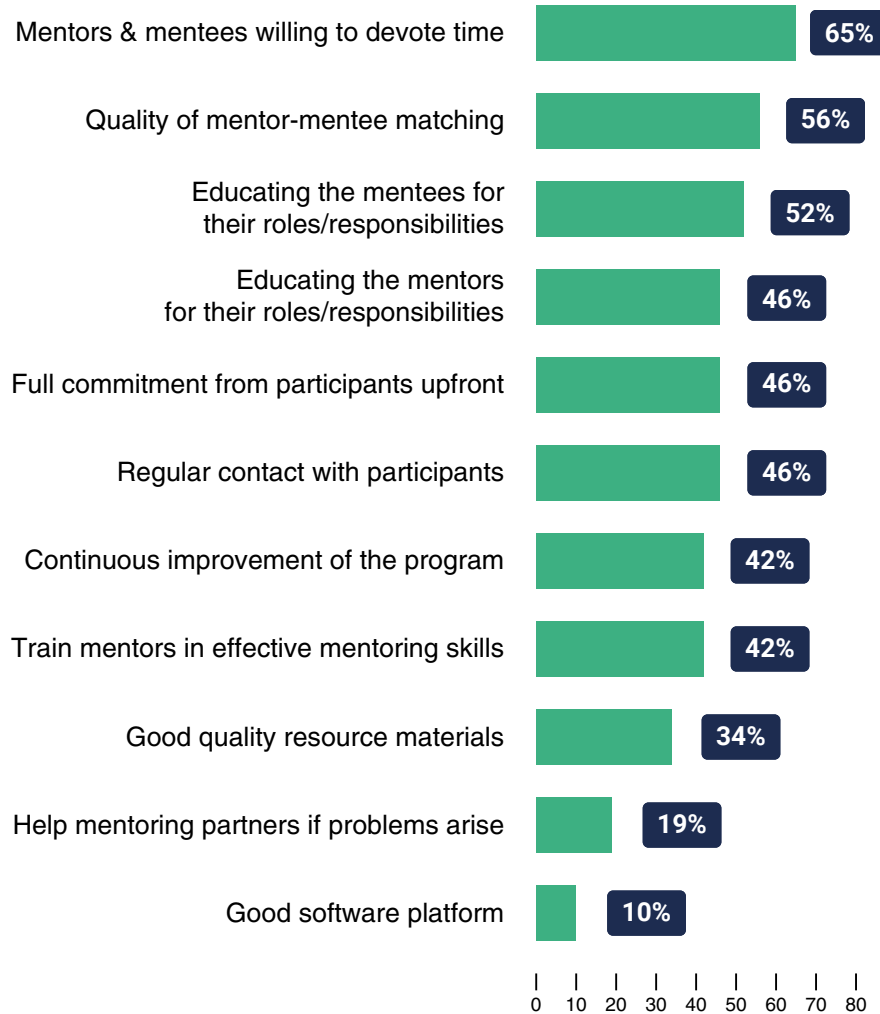 Mentors & mentees willing to devote time
65%
Quality of mentor-mentee matching
56%
Educating the mentees for
their roles/responsibilities
52%
Educating the mentors
for their roles/responsibilities
46%
Full commitment from participants upfront
46%
Regular contact with participants
46%
Continuous improvement of the program
42%
Train mentors in effective mentoring skills
42%
Good quality resource materials
34%
Help mentoring partners if problems arise
19%
Good software platform
10%
0 10 20 30 40 50 60 70 80